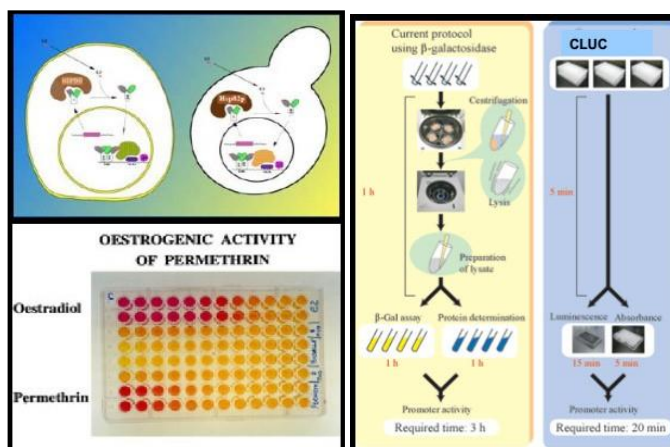 Hsp82p
OESTROGENIC ACTIVITY
OF PERMETHRIN
Oestradiol
Permethrin
Current protocol
using β-galactosidase
Centrifugation
Lysis
1 h
Preparation
of lysate
β-Gal assay
Protein determination
1 h
1 h
Promoter activity
Required time: 3 h
CLUC
5 min
Luminescence
Absorbance
15 min
5 min
Promoter activity
Required time: 20 min